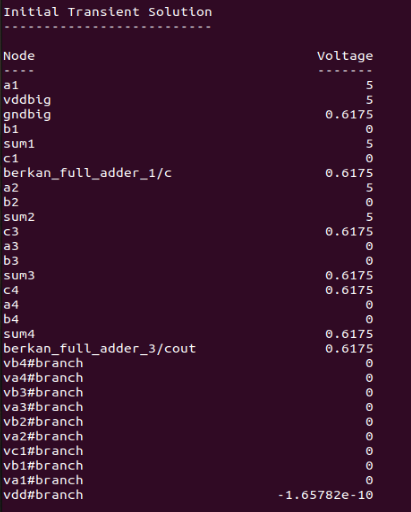 Initial Transient Solution
--------------------------
Node Voltage
---- -------
a1 5
vddbig 5
gndbig 0.6175
b1 0
sum1 5
c1 0
berkan_full_adder_1/c 0.6175
a2 5
b2 0
sum2 5
c3 0.6175
a3 0
b3 0
sum3 0.6175
c4 0.6175
a4 0
b4 0
sum4 0.6175
berkan_full_adder_3/cout 0.6175
vb4#branch 0
va4#branch 0
vb3#branch 0
va3#branch 0
vb2#branch 0
va2#branch 0
vc1#branch 0
vb1#branch 0
va1#branch 0
vdd#branch -1.65782e-10